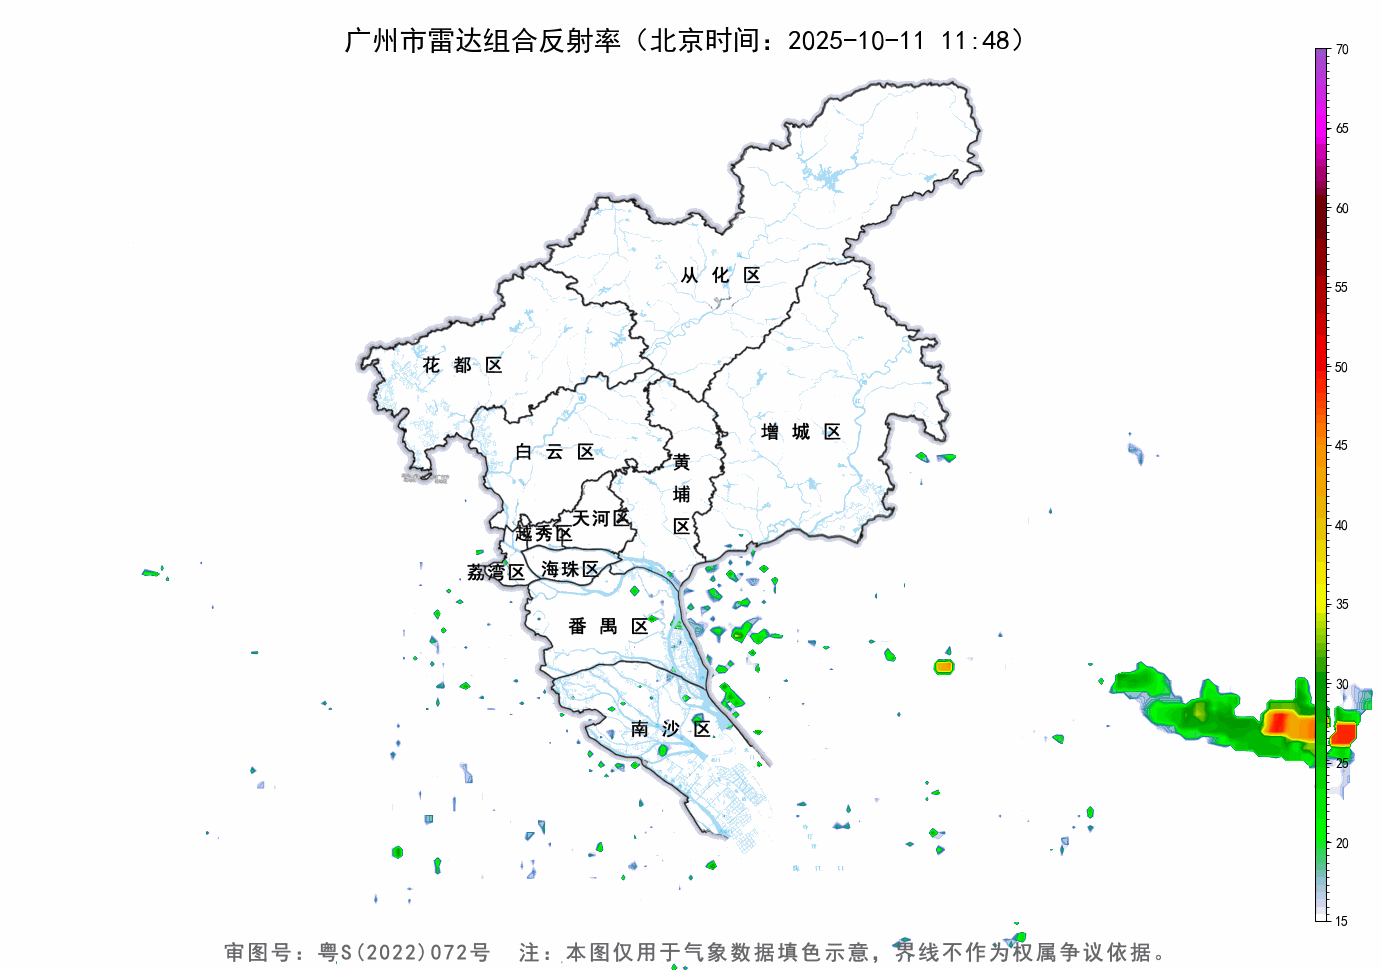 广州市雷达组合反射率（北京时间：2025-10-11 11:48）
70
65
60
55
50
45
40
35
30
25
20
15
从化区
花都区
增城区
白云区
黄埔区
天河区
越秀区
荔湾区
海珠区
番禺区
南沙区
审图号：粤S(2022)072号 注：本图仅用于气象数据填色示意，界线不作为权属争议依据。